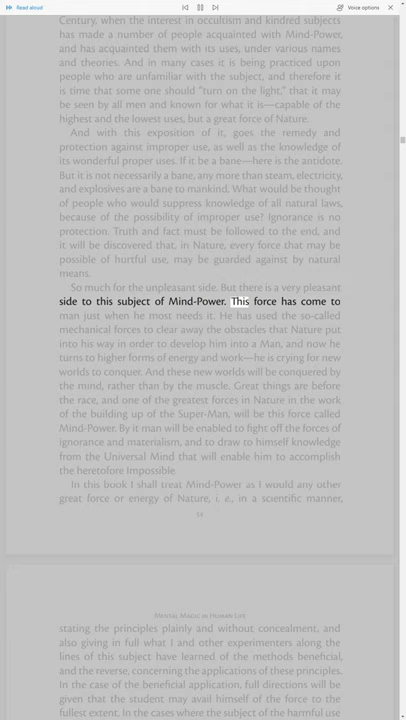 Read aloud
Voice options
Century, when the interest in occultism and kindred subjects
has made a number of people acquainted with Mind-Power,
and has acquainted them with its uses, under various names
and theories. And in many cases it is being practiced upon
people who are unfamiliar with the subject, and therefore it
is time that some one should "turn on the light," that it may
be seen by all men and known for what it is—capable of the
highest and the lowest uses, but a great force of Nature.
And with this exposition of it, goes the remedy and
protection against improper use, as well as the knowledge of
its wonderful proper uses. If it be a bane—here is the antidote.
But it is not necessarily a bane, any more than steam, electricity,
and explosives are a bane to mankind. What would be thought
of people who would suppress knowledge of all natural laws,
because of the possibility of improper use? Ignorance is no
protection. Truth and fact must be followed to the end, and
it will be discovered that, in Nature, every force that may be
possible of hurtful use, may be guarded against by natural
means.
So much for the unpleasant side. But there is a very pleasant
side to this subject of Mind-Power. This force has come to
man just when he most needs it. He has used the so-called
mechanical forces to clear away the obstacles that Nature put
into his way in order to develop him into a Man, and now he
turns to higher forms of energy and work—he is crying for new
worlds to conquer. And these new worlds will be conquered by
the mind, rather than by the muscle. Great things are before
the race, and one of the greatest forces in Nature in the work
of the building up of the Super-Man, will be this force called
Mind-Power. By it man will be enabled to fight off the forces of
ignorance and materialism, and to draw to himself knowledge
from the Universal Mind that will enable him to accomplish
the heretofore Impossible.
In this book I shall treat Mind-Power as I would any other
great force or energy of Nature, i. e., in a scientific manner,
54
Mental Magic in Human Life
stating the principles plainly and without concealment, and
also giving in full what I and other experimenters along the
lines of this subject have learned of the methods beneficial,
and the reverse, concerning the applications of these principles.
In the case of the beneficial application, full directions will be
given that the student may avail himself of the force to the
fullest extent. In the cases where the subject of the harmful use